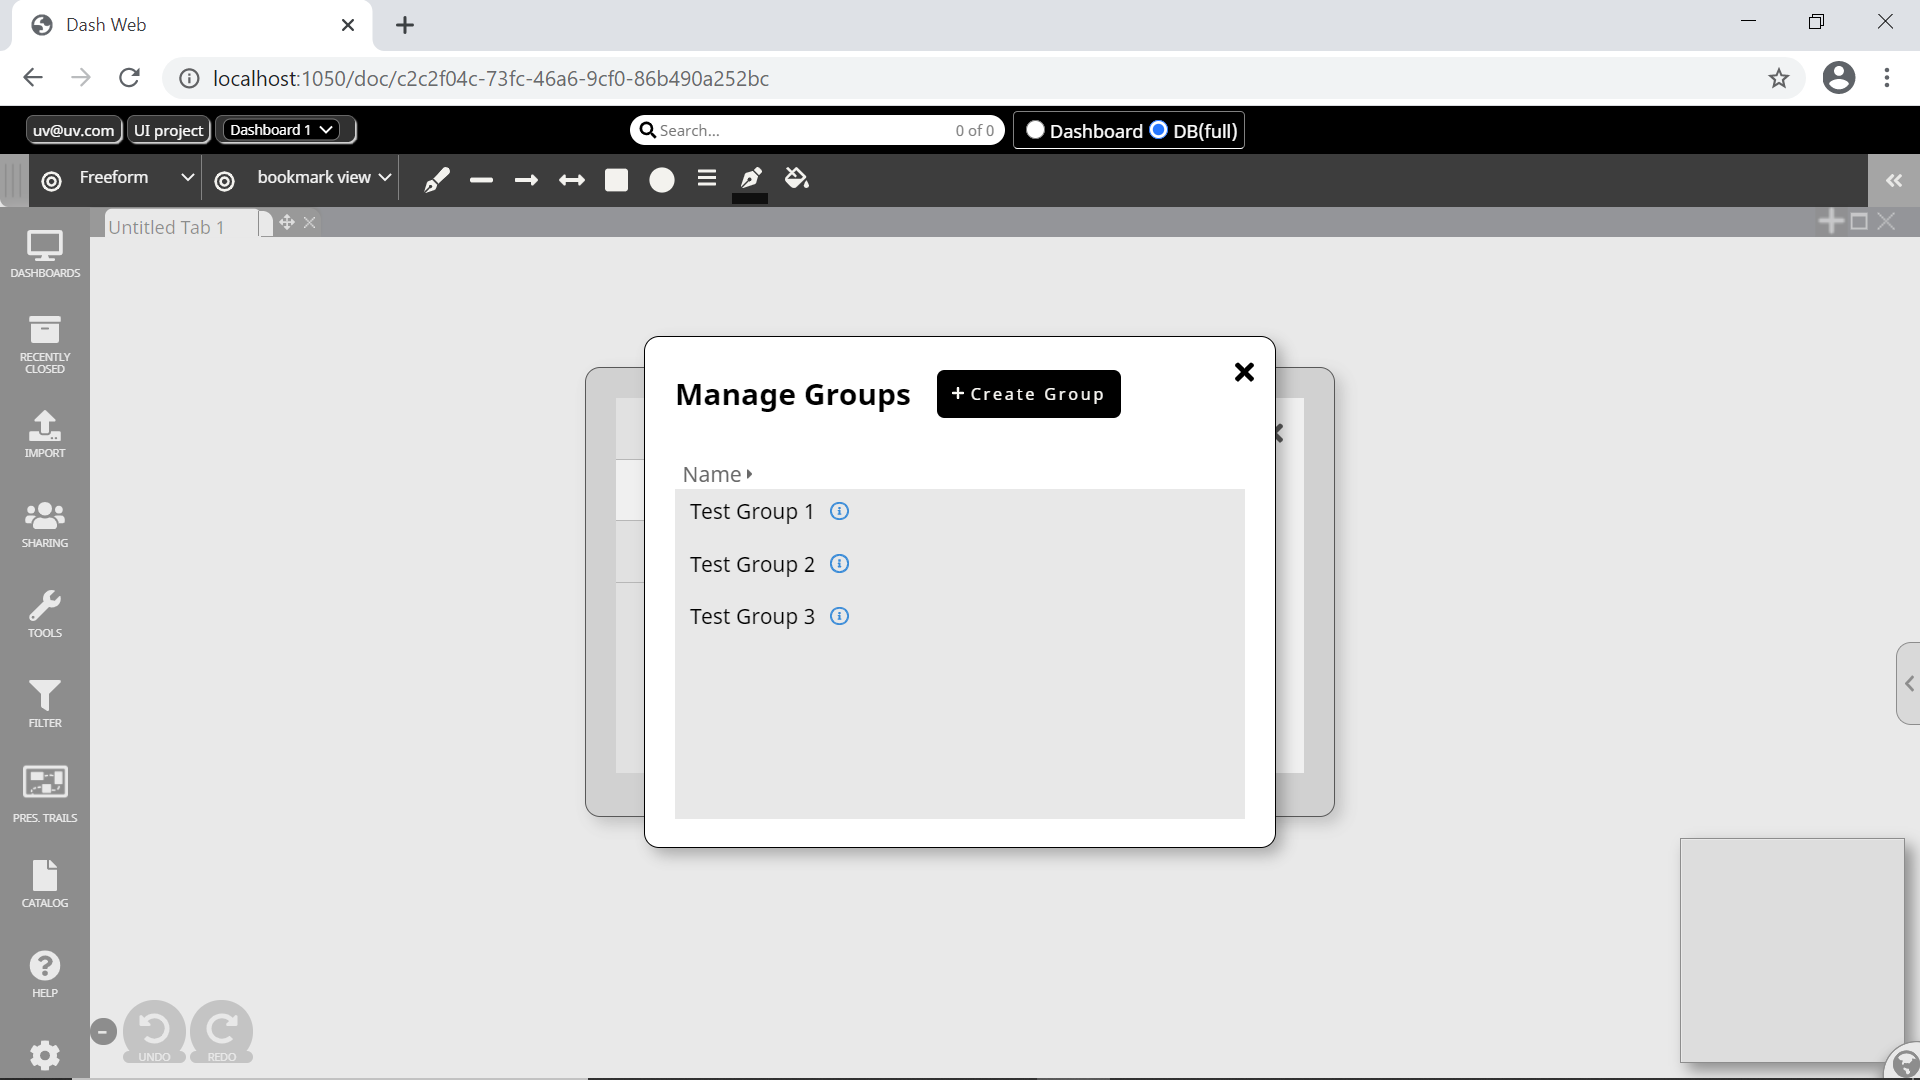 Dash Web
localhost:1050/doc/c2c2f04c-73fc-46a6-9cf0-86b490a252bc
uv@uv.com UI project Dashboard 1 Search... 0 of 0 Dashboard DB(full)
Freeform bookmark view
Untitled Tab 1
DASHBOARDS
RECENTLY
CLOSED
IMPORT
SHARING
TOOLS
FILTER
PRES. TRAILS
CATALOG
HELP
Manage Groups + Create Group
Name
Test Group 1
Test Group 2
Test Group 3
UNDO REDO